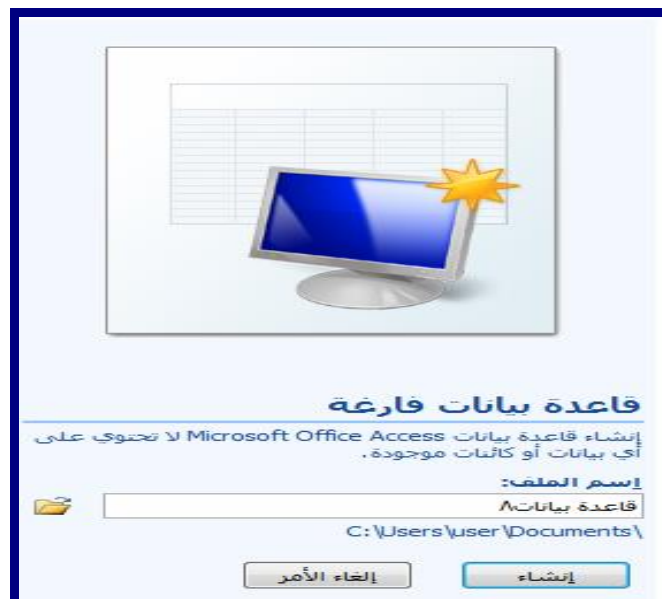 قاعدة بيانات فارغة
إنشاء قاعدة بيانات Microsoft Office Access لا تحتوي على
أي بيانات أو كائنات موجودة.
إسم الملف:
قاعدة بيانات٨
C:\Users\user\Documents\
إنشاء
إلغاء الأمر